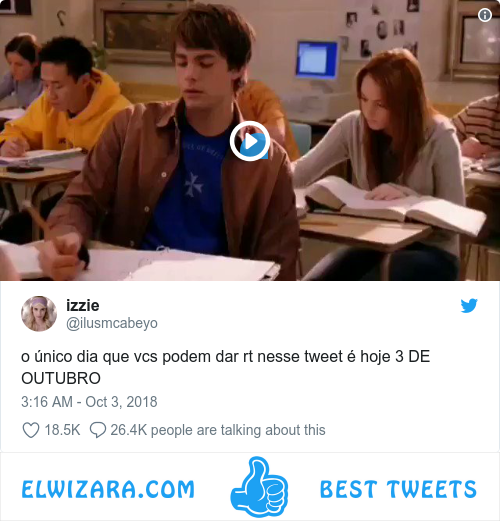 izzie
@ilusmcabeyo
o único dia que vcs podem dar rt nesse tweet é hoje 3 DE
OUTUBRO
3:16 AM - Oct 3, 2018
18.5K 26.4K people are talking about this
ELWIZARA.COM BEST TWEETS